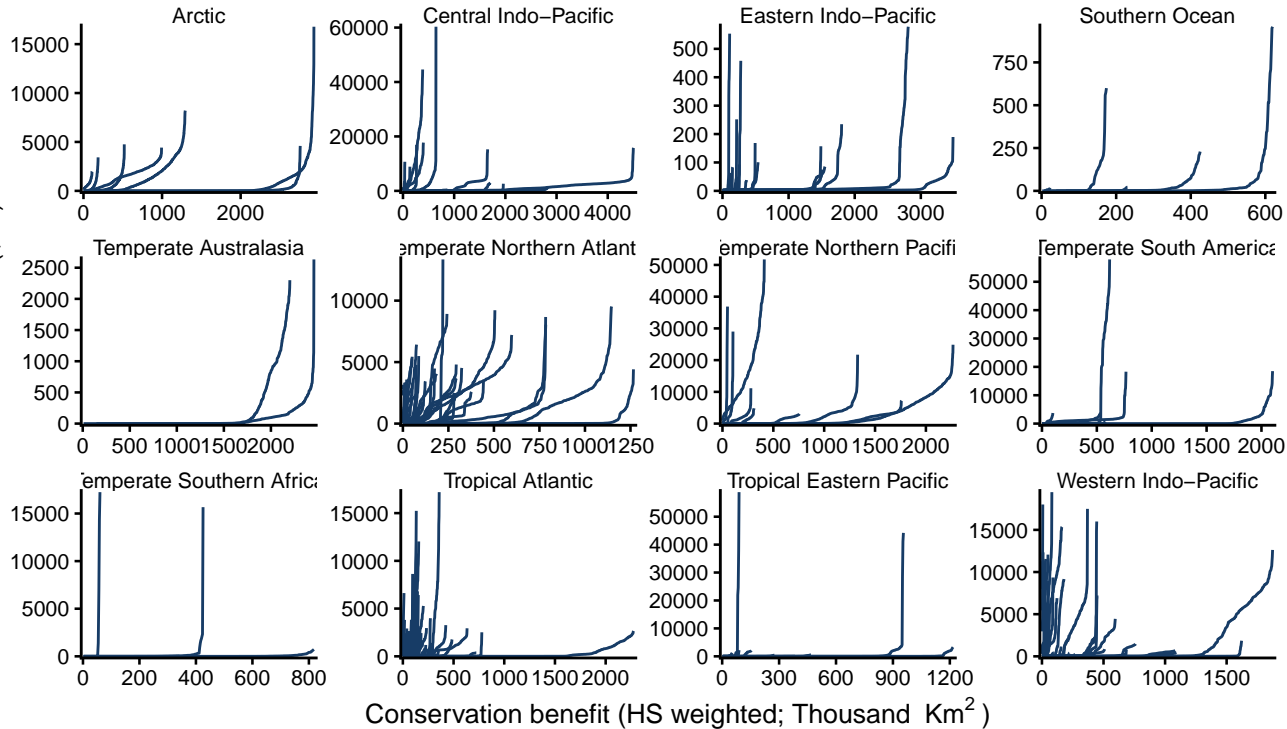 Arctic
Central Indo−Pacific
Eastern Indo−Pacific
Southern Ocean
15000
10000
5000
0
0 1000 2000
60000
40000
20000
0
0 1000 2000 3000 4000
500
400
300
200
100
0
0 1000 2000 3000
750
500
250
0
0 200 400 600
Temperate Australasia
emperate Northern Atlant
emperate Northern Pacifi
Temperate South America
2500
2000
1500
1000
500
0
0 500 1000 1500 2000
10000
5000
0
0 250 500 750 1000 1250
50000
40000
30000
20000
10000
0
0 500 1000 1500 2000
50000
40000
30000
20000
10000
0
0 500 1000 1500 2000
emperate Southern Africa
Tropical Atlantic
Tropical Eastern Pacific
Western Indo−Pacific
15000
10000
5000
0
0 200 400 600 800
15000
10000
5000
0
0 500 1000 1500 2000
50000
40000
30000
20000
10000
0
0 300 600 900 1200
15000
10000
5000
0
0 500 1000 1500
Conservation benefit (HS weighted; Thousand Km²)